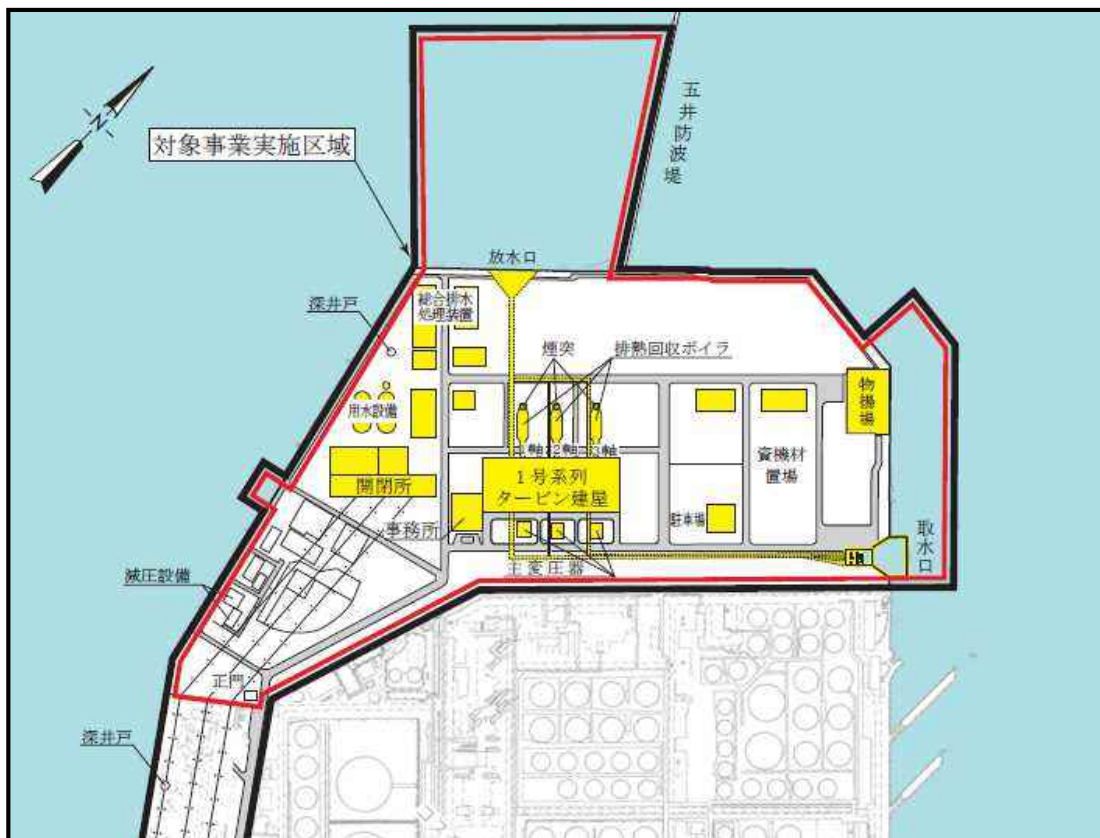 五井防波堤
N
対象事業実施区域
放水口
深井戸
総合排水
処理装置
煙突
排熱回収ボイラ
物揚場
用水設備
1軸
2軸
3軸
資機材
置場
1号系列
タービン建屋
開閉所
事務所
駐車場
取水口
主変圧器
減圧設備
正門
深井戸